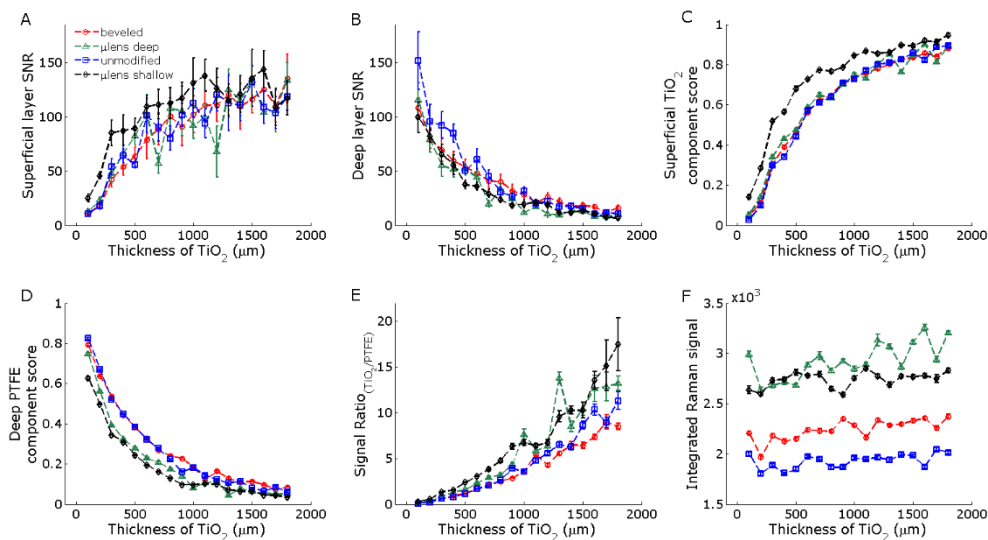 A
Superficial layer SNR
150
100
50
0
beveled
μlens deep
unmodified
μlens shallow
0 500 1000 1500 2000
Thickness of TiO2 (μm)
B
Deep layer SNR
150
100
50
0
0 500 1000 1500 2000
Thickness of TiO2 (μm)
C
Superficial TiO2
component score
1
0.8
0.6
0.4
0.2
0
0 500 1000 1500 2000
Thickness of TiO2 (μm)
D
Deep PTFE
component score
1
0.8
0.6
0.4
0.2
0
0 500 1000 1500 2000
Thickness of TiO2 (μm)
E
Signal Ratio(TiO2/PTFE)
20
15
10
5
0
0 500 1000 1500 2000
Thickness of TiO2 (μm)
F
x10³
Integrated Raman signal
3.5
3
2.5
2
1.5
0 500 1000 1500 2000
Thickness of TiO2 (μm)